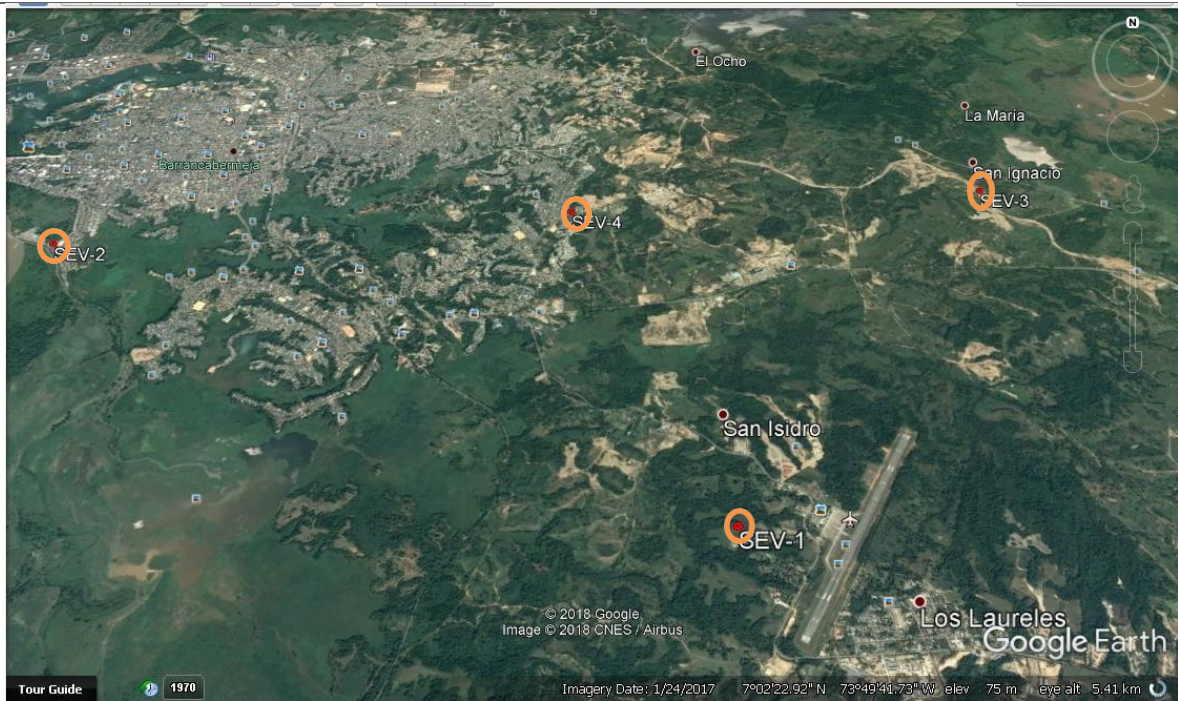 N
El Ocho
La Maria
Barrancabermeja
San Ignacio
SEV-3
SEV-4
SEV-2
San Isidro
SEV-1
© 2018 Google
Image © 2018 CNES / Airbus
Los Laureles
Google Earth
Tour Guide
1970
Imagery Date: 1/24/2017 7°02'22.92" N 73°49'41.73" W elev 75 m eye alt 5.41 km